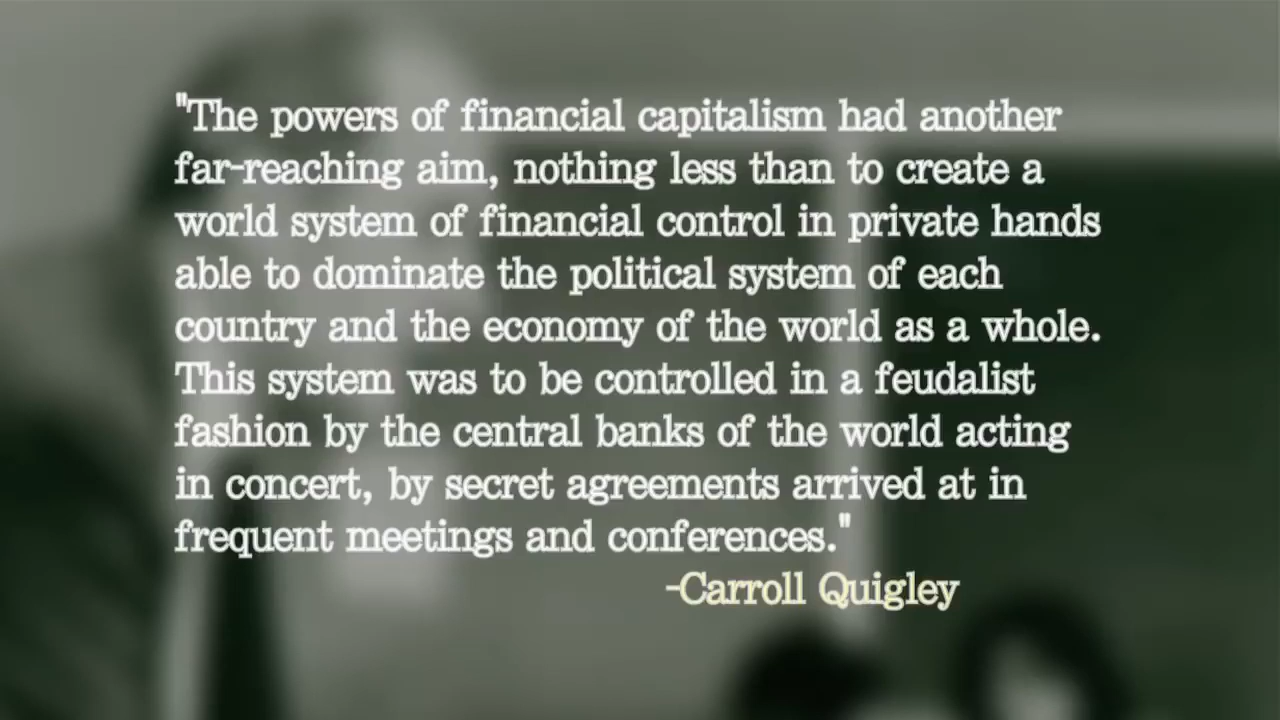 "The powers of financial capitalism had another
far-reaching aim, nothing less than to create a
world system of financial control in private hands
able to dominate the political system of each
country and the economy of the world as a whole.
This system was to be controlled in a feudalist
fashion by the central banks of the world acting
in concert, by secret agreements arrived at in
frequent meetings and conferences."
-Carroll Quigley